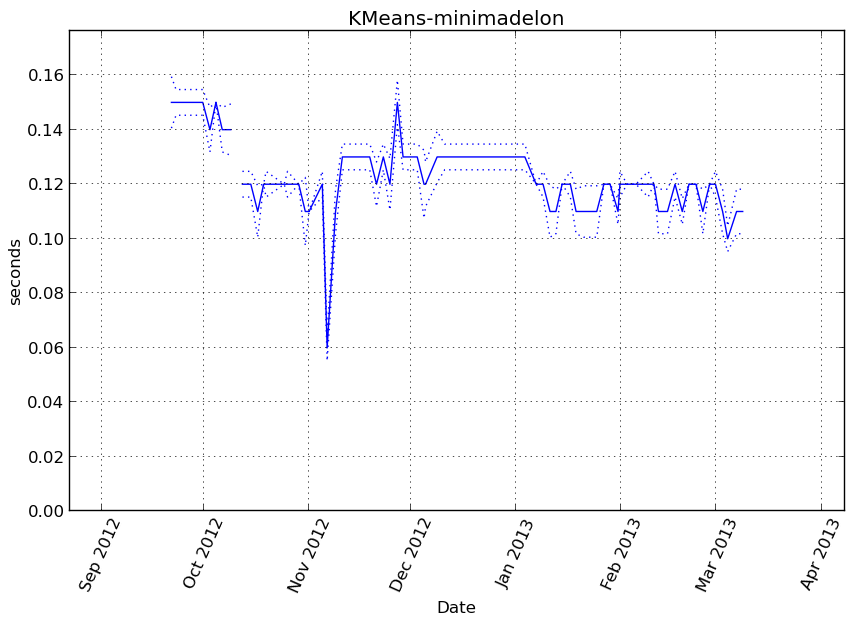 KMeans-minimadelon
0.16
0.14
0.12
0.10
0.08
0.06
0.04
0.02
0.00
seconds
Sep 2012
Oct 2012
Nov 2012
Dec 2012
Jan 2013
Feb 2013
Mar 2013
Apr 2013
Date